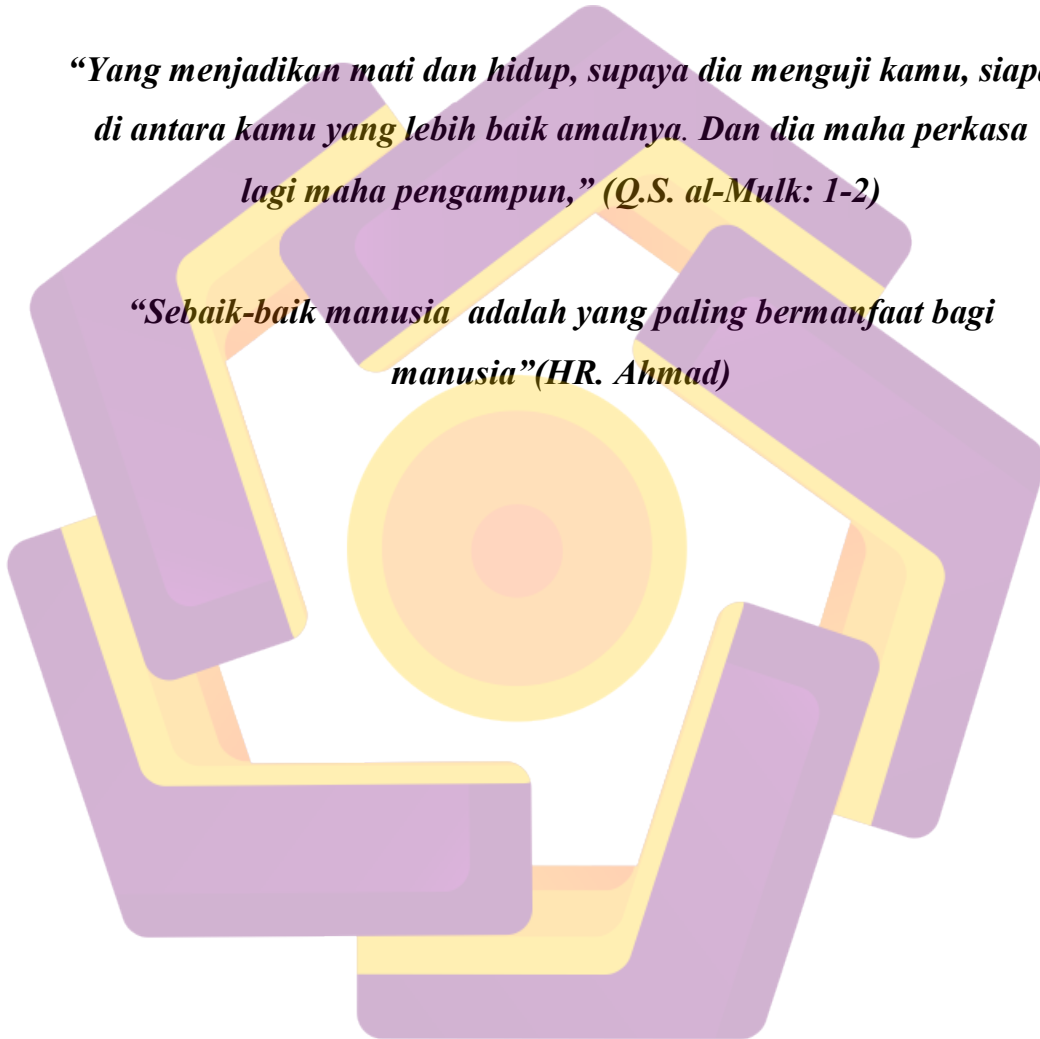 “Yang menjadikan mati dan hidup, supaya dia menguji kamu, siapa
di antara kamu yang lebih baik amalnya. Dan dia maha perkasa
lagi maha pengampun,” (Q.S. al-Mulk: 1-2)
“Sebaik-baik manusia  adalah yang paling bermanfaat bagi
manusia”(HR. Ahmad)